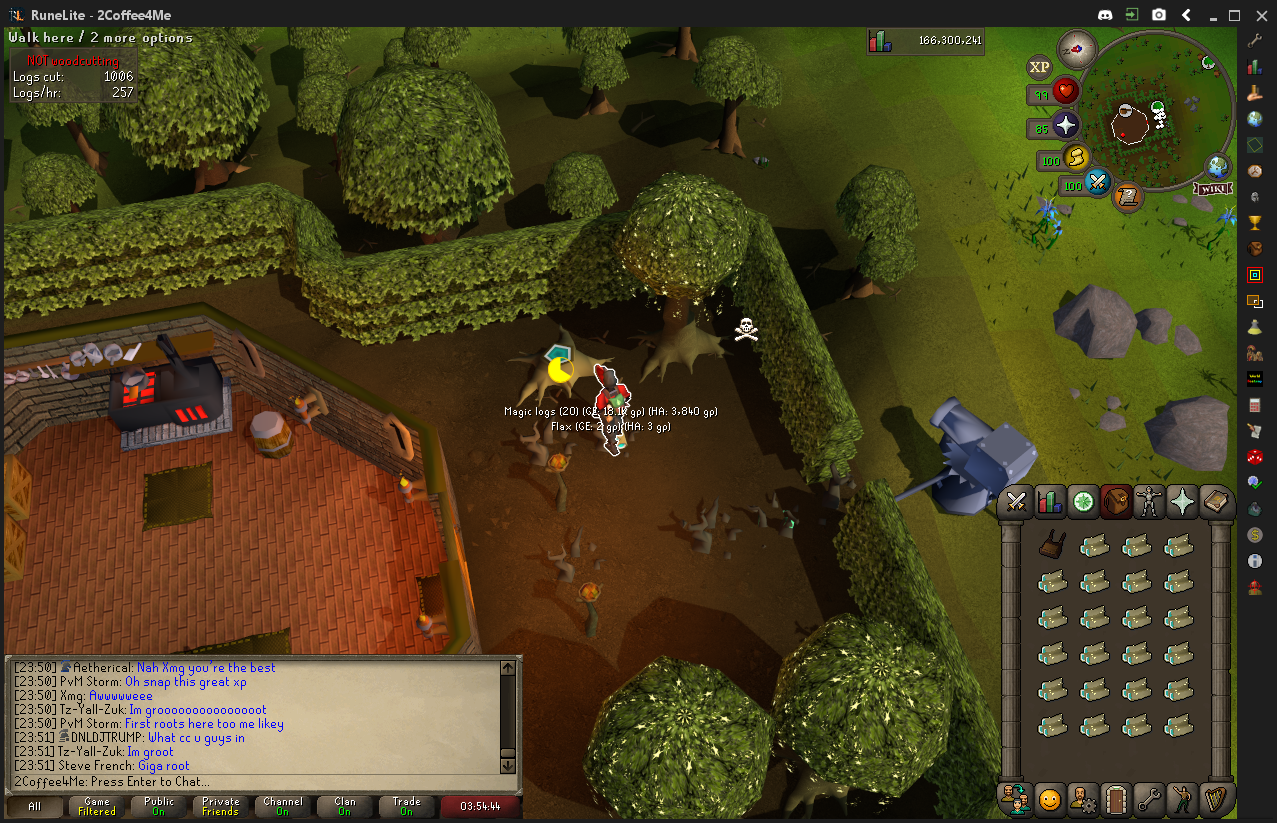 RuneLite - 2Coffee4Me
Walk here / 2 more options
NOT woodcutting
Logs cut: 1006
Logs/hr: 257
166,300,241
XP
99
85
100
100
WIKI
Magic logs (20) (GE: 18.1K gp) (HA: 3,840 gp)
Flax (GE: 2 gp) (HA: 3 gp)
[23:50] Aetherical: Nah Xmg you're the best
[23:50] PvM Storm: Oh snap this great xp
[23:50] Xmg: Awwwweee
[23:50] Tz-Yall-Zuk: Im grooooooooooooooot
[23:50] PvM Storm: First roots here too me likey
[23:51] DNLDJTRUMP: What cc u guys in
[23:51] Tz-Yall-Zuk: Im groot
[23:51] Steve French: Giga root
2Coffee4Me: Press Enter to Chat...
All
Game
Filtered
Public
On
Private
Friends
Channel
On
Clan
On
Trade
On
03:54:44